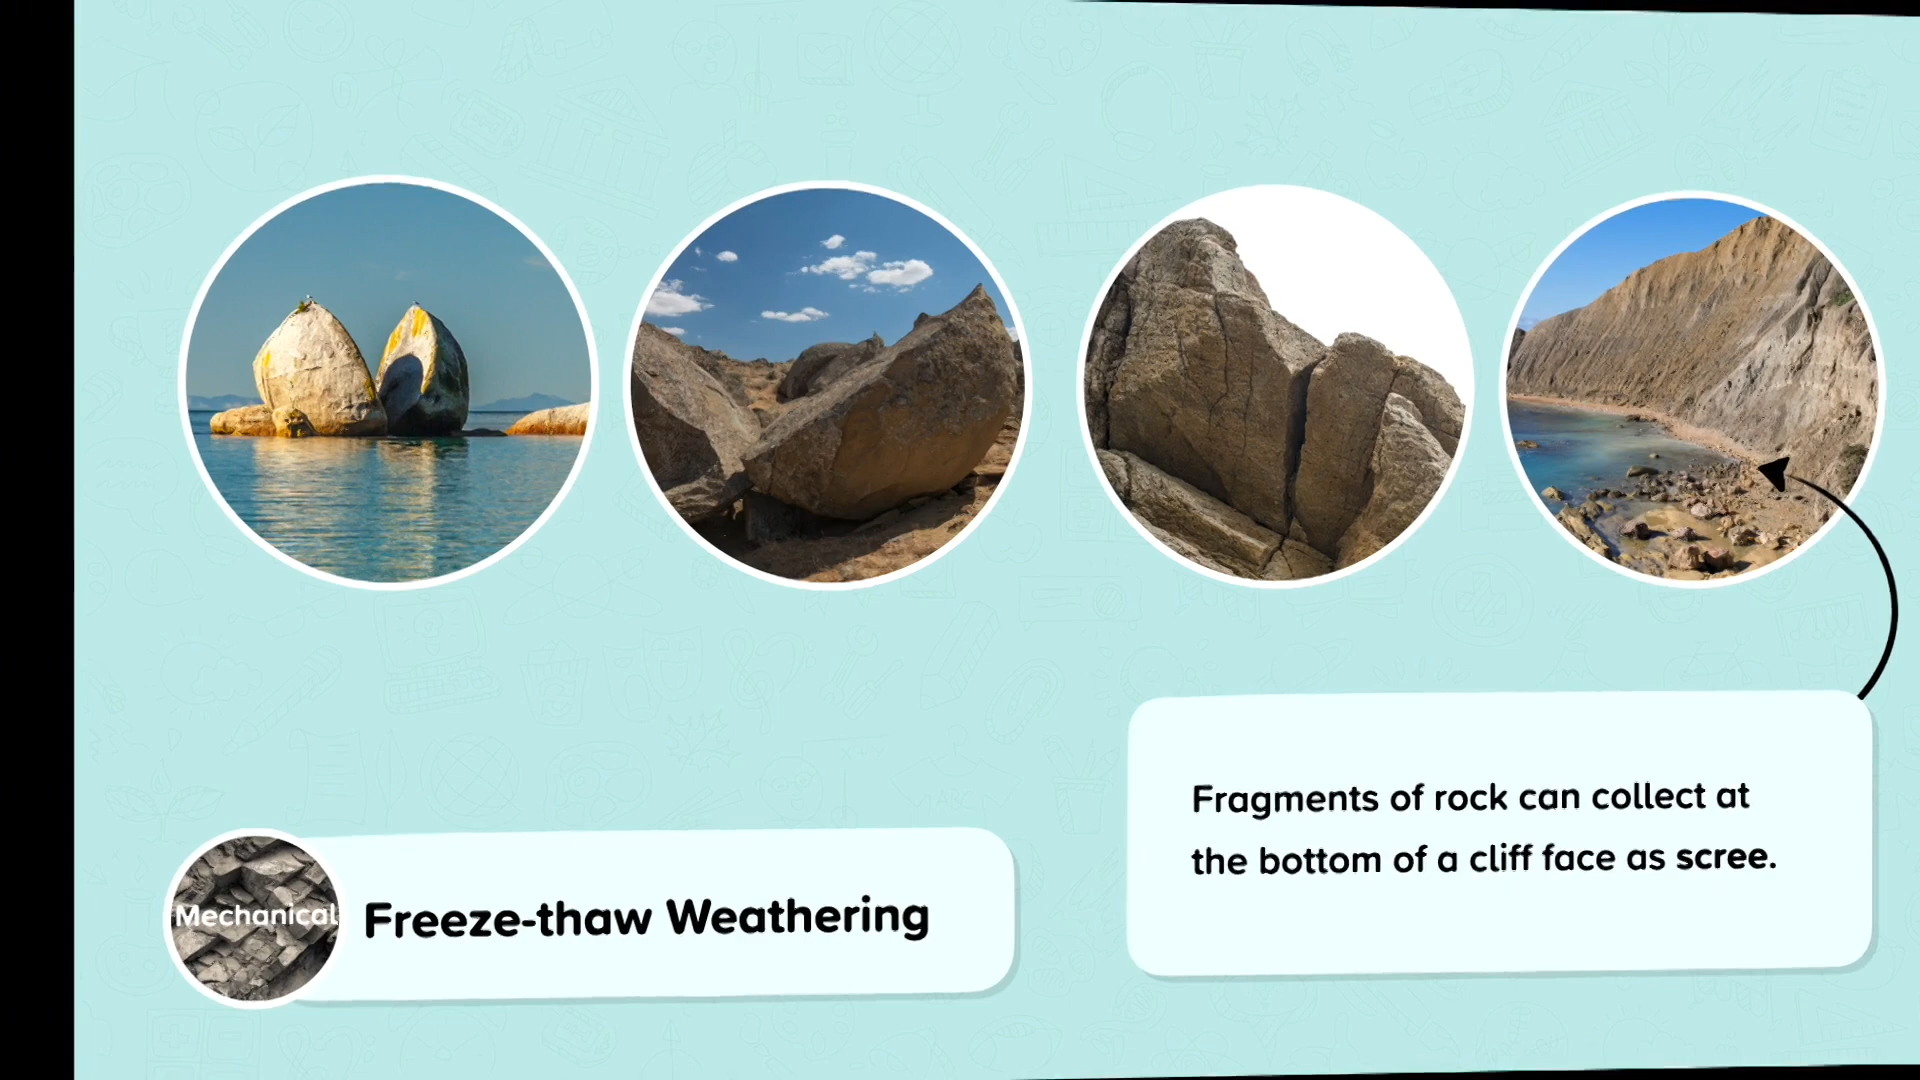 Mechanical
Freeze-thaw Weathering
Fragments of rock can collect at
the bottom of a cliff face as scree.